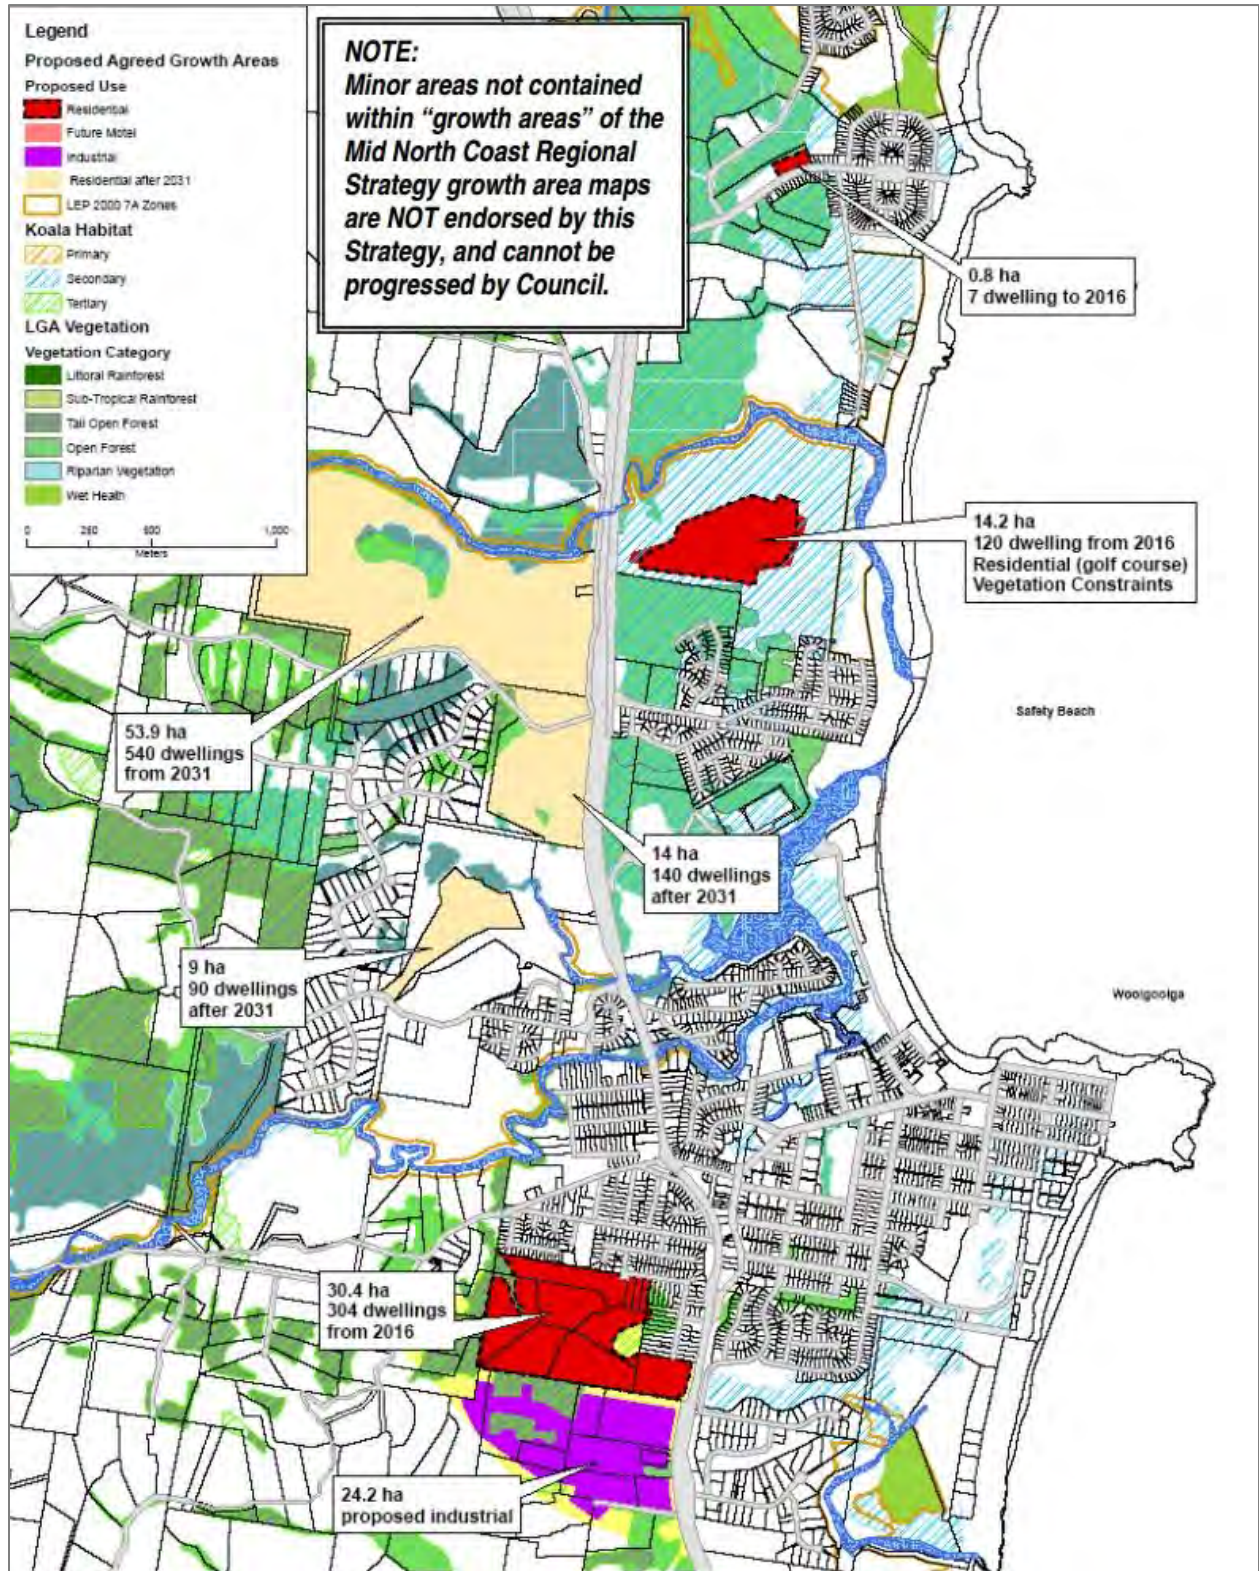 Legend
Proposed Agreed Growth Areas
Proposed Use
Residential
Future Motel
Industrial
Residential after 2031
LEP 2000 7A Zones
Koala Habitat
Primary
Secondary
Tertiary
LGA Vegetation
Vegetation Category
Littoral Rainforest
Sub-Tropical Rainforest
Tall Open Forest
Open Forest
Riparian Vegetation
Wet Heath
0 250 500 1,000
Meters
NOTE:
Minor areas not contained
within “growth areas” of the
Mid North Coast Regional
Strategy growth area maps
are NOT endorsed by this
Strategy, and cannot be
progressed by Council.
0.8 ha
7 dwelling to 2016
14.2 ha
120 dwelling from 2016
Residential (golf course)
Vegetation Constraints
Safety Beach
53.9 ha
540 dwellings
from 2031
14 ha
140 dwellings
after 2031
9 ha
90 dwellings
after 2031
Woolgoolga
30.4 ha
304 dwellings
from 2016
24.2 ha
proposed industrial